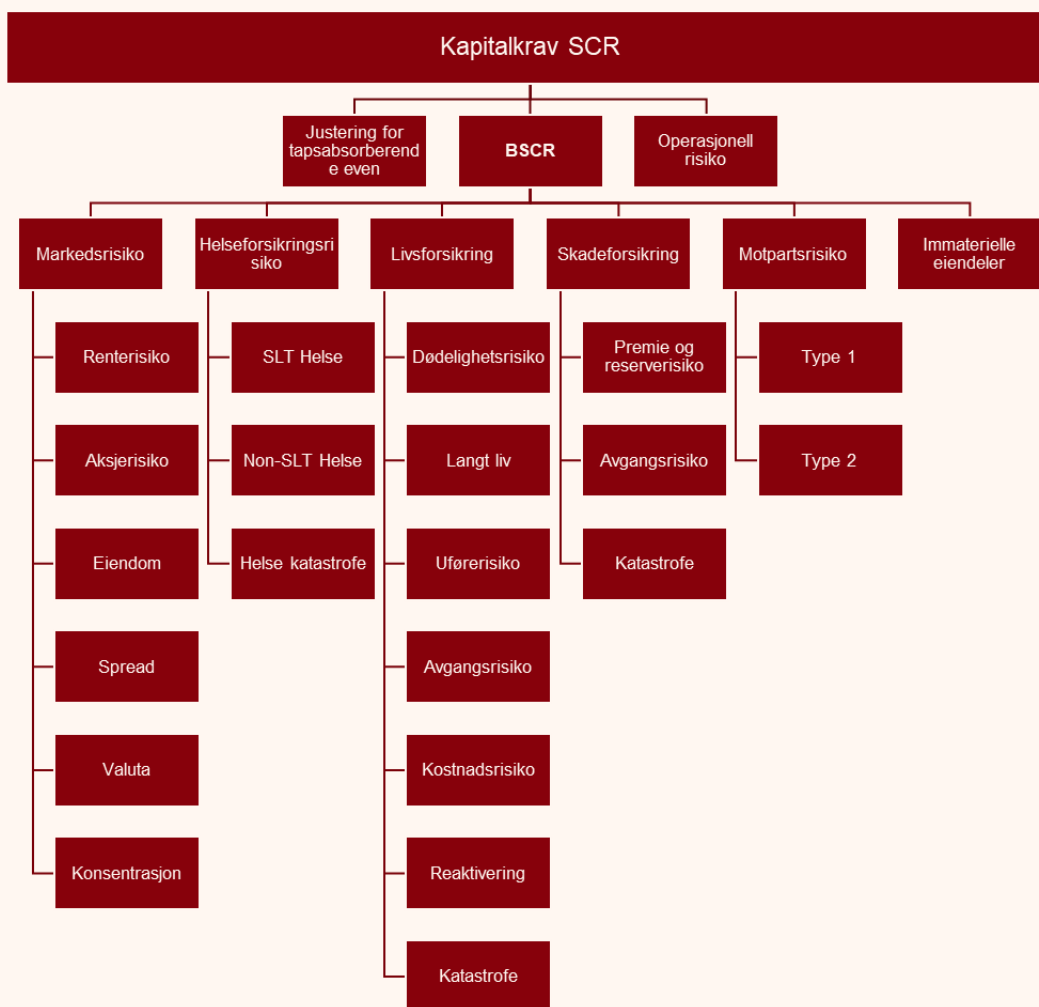 Kapitalkrav SCR
Justering for
tapsabsorberend
e even
BSCR
Operasjonell
risiko
Markedsrisiko
Helseforsikringsri
siko
Livsforsikring
Skadeforsikring
Motpartsrisiko
Immaterielle
eiendeler
Renterisiko
Aksjerisiko
Eiendom
Spread
Valuta
Konsentrasjon
SLT Helse
Non-SLT Helse
Helse katastrofe
Dødelighetsrisiko
Langt liv
Uførerisiko
Avgangsrisiko
Kostnadsrisiko
Reaktivering
Katastrofe
Premie og
reserverisiko
Avgangsrisiko
Katastrofe
Type 1
Type 2